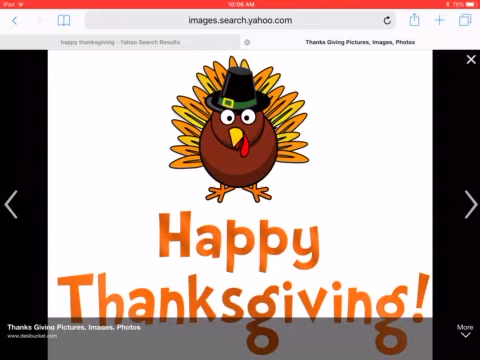 iPad
10:06 AM
76%
images.search.yahoo.com
happy thanksgiving - Yahoo Search Results
Thanks Giving Pictures, Images, Photos
Happy
Thanksgiving!
Thanks Giving Pictures, Images, Photos
www.desibucket.com
More